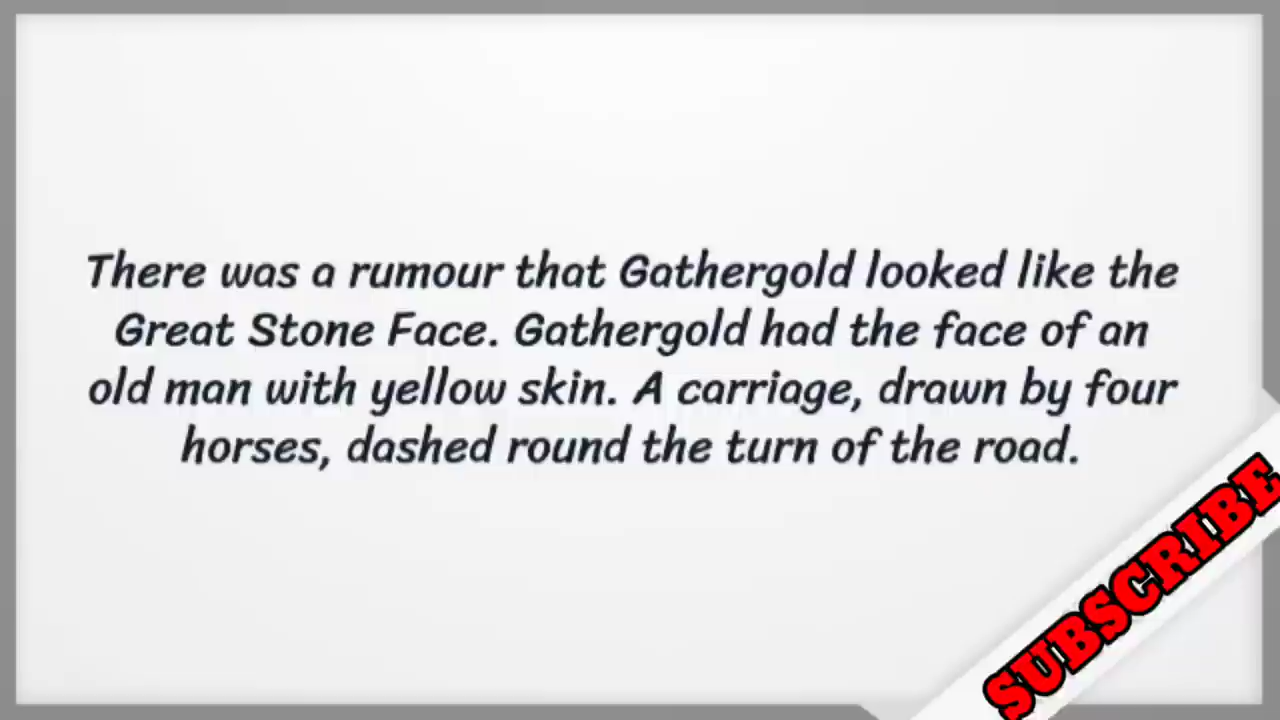 There was a rumour that Gathergold looked like the
Great Stone Face. Gathergold had the face of an
old man with yellow skin. A carriage, drawn by four
horses, dashed round the turn of the road.
SUBSCRIBE